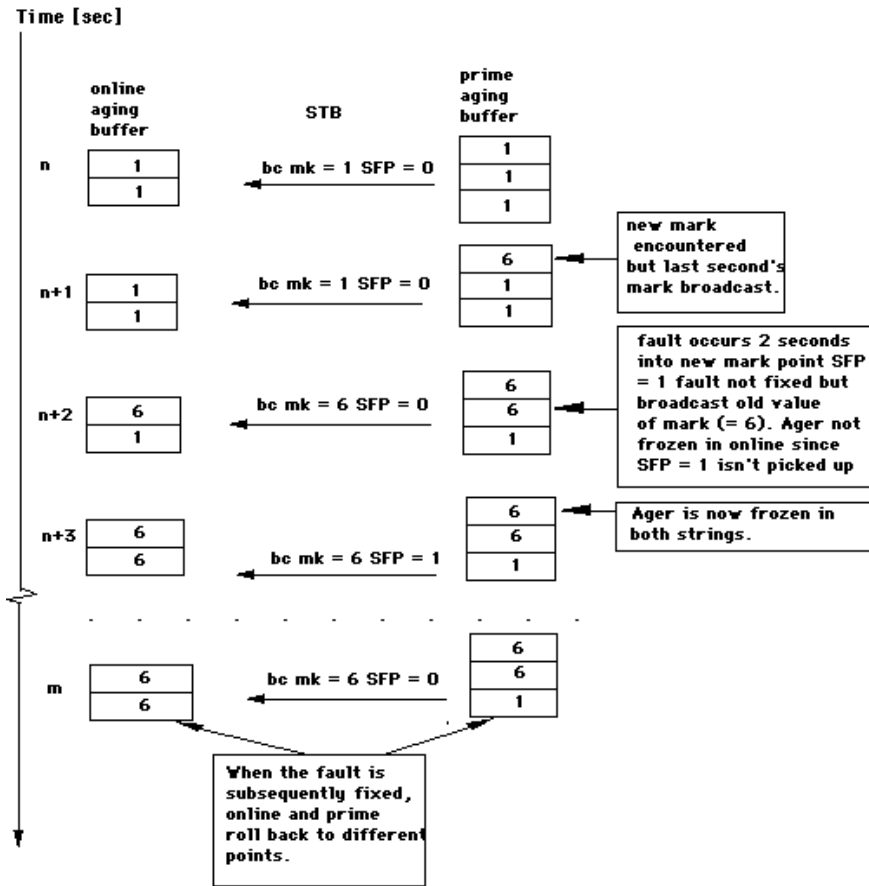 Time [sec]
online
aging
buffer
STB
prime
aging
buffer
n
1
1
bc mk = 1 SFP = 0
1
1
1
new mark
encountered
but last second's
mark broadcast.
n+1
1
1
bc mk = 1 SFP = 0
6
1
1
fault occurs 2 seconds
into new mark point SFP
= 1 fault not fixed but
broadcast old value
of mark (= 6). Ager not
frozen in online since
SFP = 1 isn't picked up
n+2
6
1
bc mk = 6 SFP = 0
6
6
1
n+3
6
6
bc mk = 6 SFP = 1
6
6
1
Ager is now frozen in
both strings.
m
6
6
bc mk = 6 SFP = 0
6
6
1
When the fault is
subsequently fixed,
online and prime
roll back to different
points.